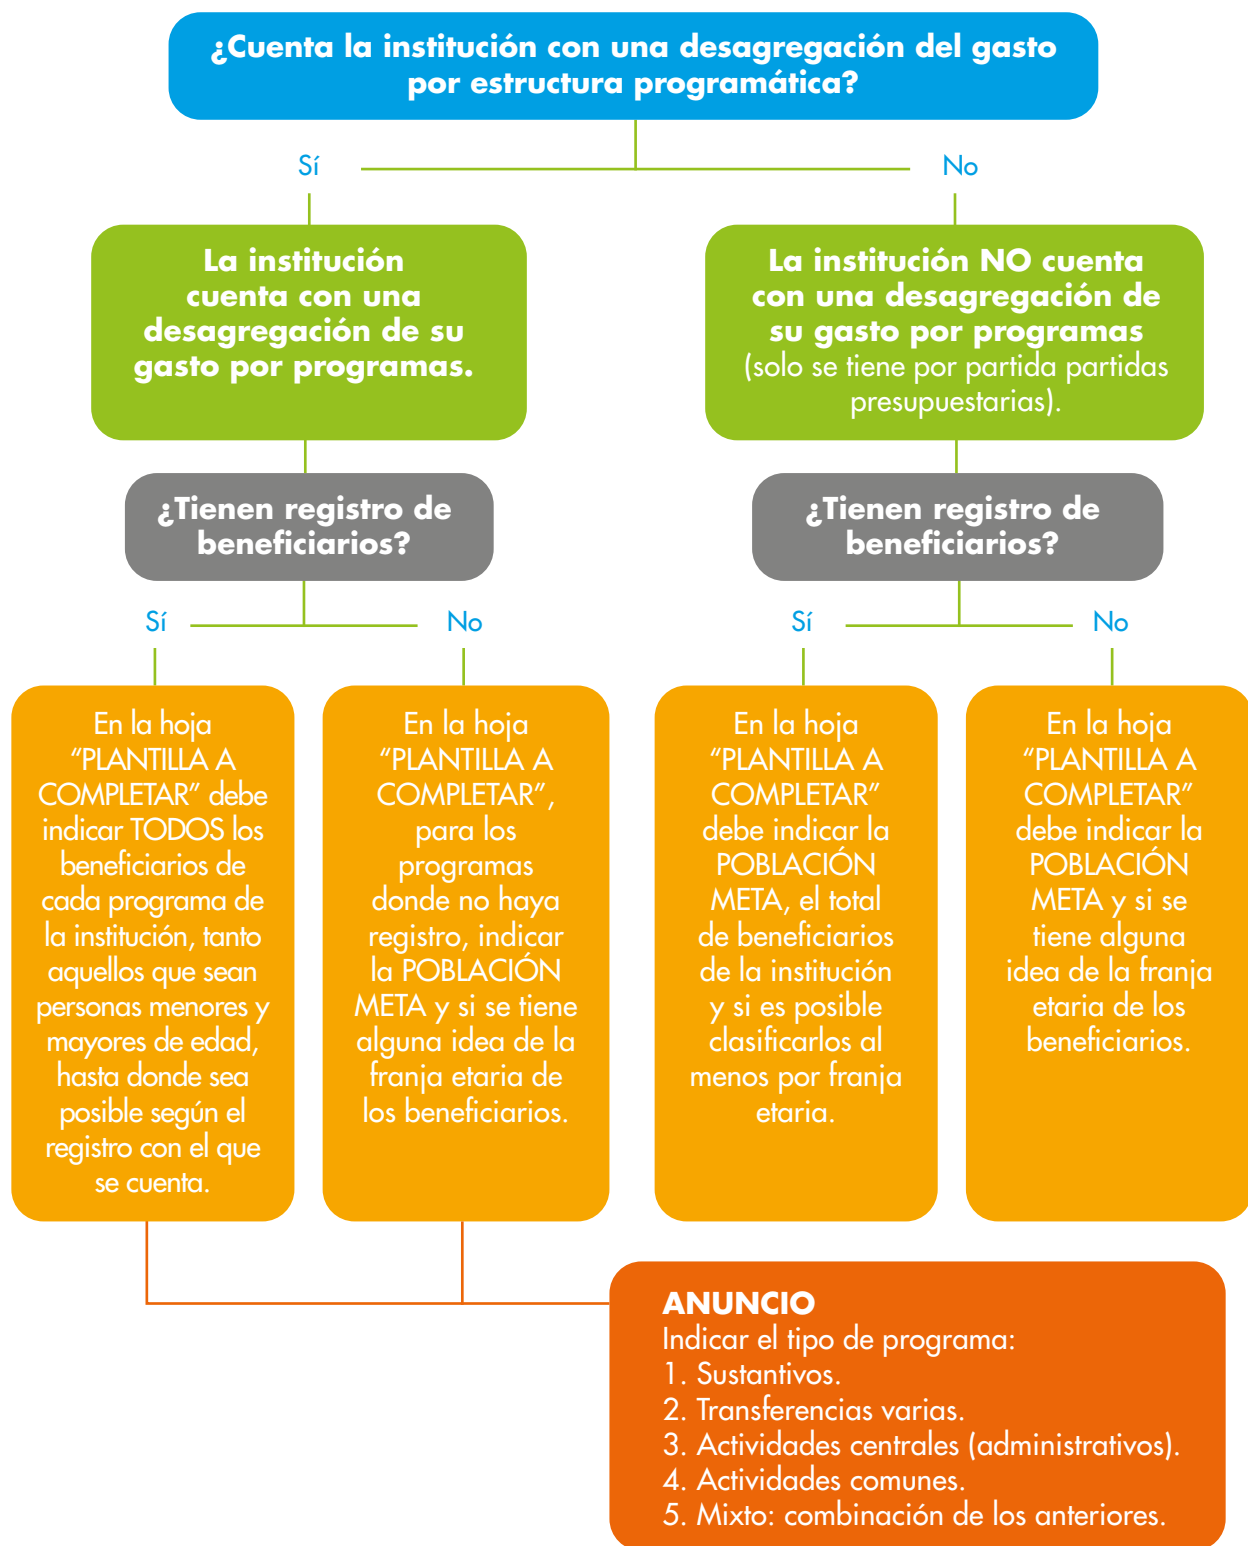 ¿Cuenta la institución con una desagregación del gasto
por estructura programática?
Sí
No
La institución
cuenta con una
desagregación de su
gasto por programas.
La institución NO cuenta
con una desagregación de
su gasto por programas
(solo se tiene por partida partidas
presupuestarias).
¿Tienen registro de
beneficiarios?
¿Tienen registro de
beneficiarios?
Sí
No
Sí
No
En la hoja
“PLANTILLA A
COMPLETAR” debe
indicar TODOS los
beneficiarios de
cada programa de
la institución, tanto
aquellos que sean
personas menores y
mayores de edad,
hasta donde sea
posible según el
registro con el que
se cuenta.
En la hoja
“PLANTILLA A
COMPLETAR”,
para los
programas
donde no haya
registro, indicar
la POBLACIÓN
META y si se tiene
alguna idea de la
franja etaria de
los beneficiarios.
En la hoja
“PLANTILLA A
COMPLETAR”
debe indicar la
POBLACIÓN
META, el total
de beneficiarios
de la institución
y si es posible
clasificarlos al
menos por franja
etaria.
En la hoja
“PLANTILLA A
COMPLETAR”
debe indicar la
POBLACIÓN
META y si se
tiene alguna
idea de la franja
etaria de los
beneficiarios.
ANUNCIO
Indicar el tipo de programa:
1. Sustantivos.
2. Transferencias varias.
3. Actividades centrales (administrativos).
4. Actividades comunes.
5. Mixto: combinación de los anteriores.